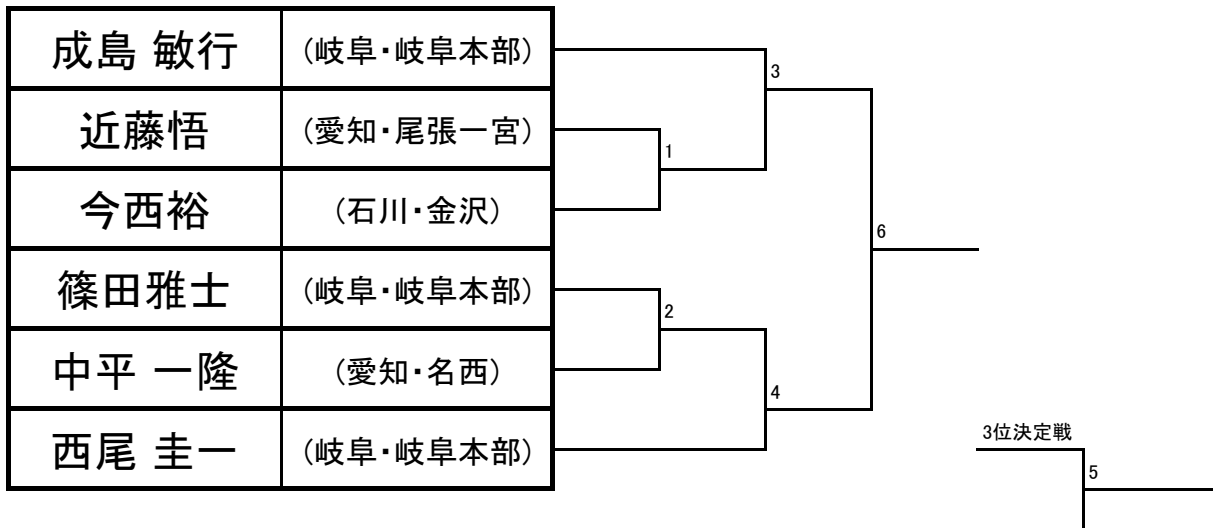 成島 敏行 (岐阜・岐阜本部)
3
近藤悟 (愛知・尾張一宮)
1
今西裕 (石川・金沢)
6
篠田雅士 (岐阜・岐阜本部)
2
中平 一隆 (愛知・名西)
4
西尾 圭一 (岐阜・岐阜本部)
3位決定戦
5